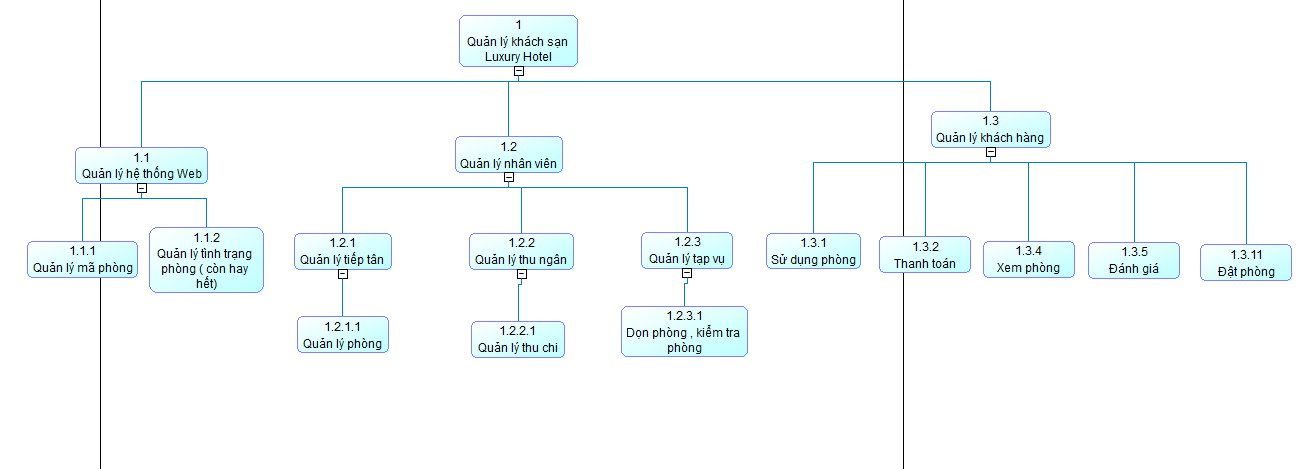 1
Quản lý khách sạn
Luxury Hotel
1.1
Quản lý hệ thống Web
1.2
Quản lý nhân viên
1.3
Quản lý khách hàng
1.1.1
Quản lý mã phòng
1.1.2
Quản lý tình trạng
phòng ( còn hay
hết)
1.2.1
Quản lý tiếp tân
1.2.2
Quản lý thu ngân
1.2.3
Quản lý tạp vụ
1.3.1
Sử dụng phòng
1.3.2
Thanh toán
1.3.4
Xem phòng
1.3.5
Đánh giá
1.3.11
Đặt phòng
1.2.1.1
Quản lý phòng
1.2.2.1
Quản lý thu chi
1.2.3.1
Dọn phòng , kiểm tra
phòng